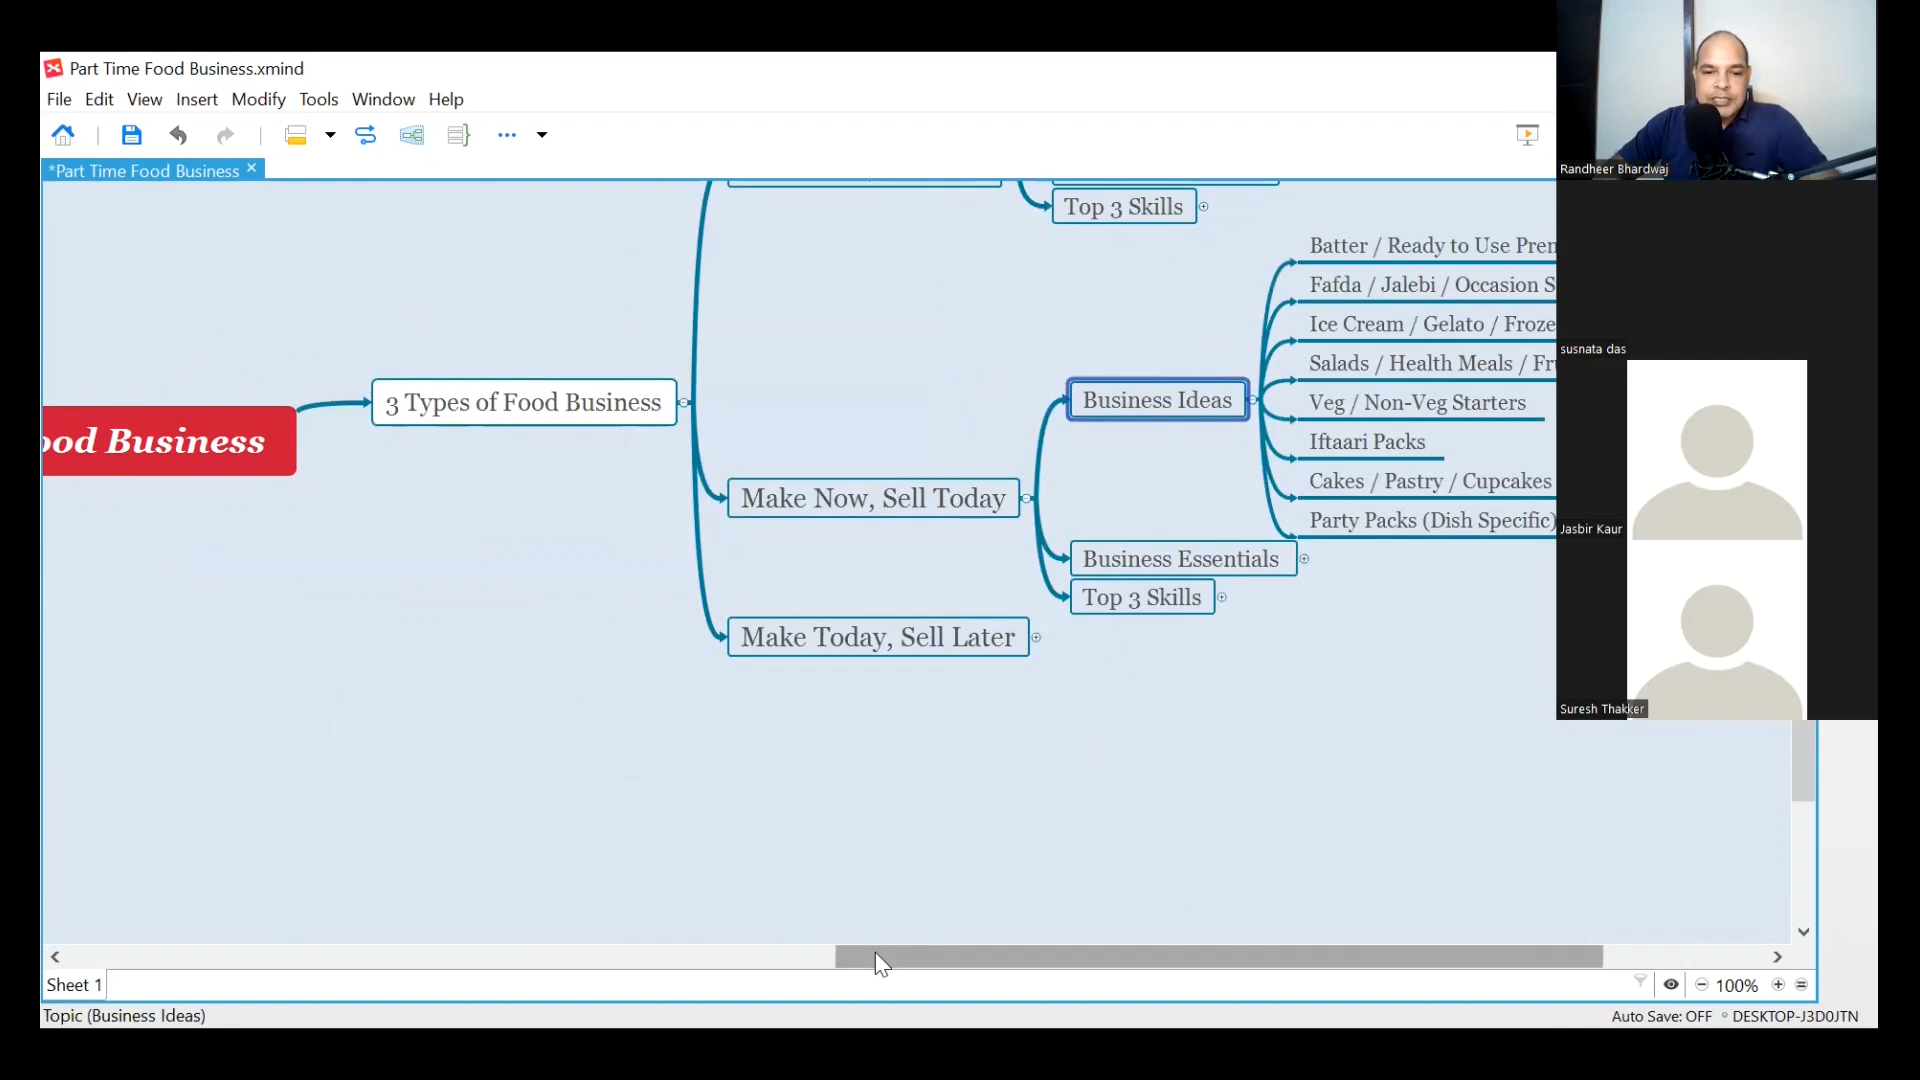 Part Time Food Business.xmind
File Edit View Insert Modify Tools Window Help
*Part Time Food Business
Randheer Bhardwaj
Top 3 Skills
Batter / Ready to Use
Fafda / Jalebi / Occasion
Ice Cream / Gelato /
susnata das
Salads / Health Meals /
3 Types of Food Business
Business Ideas
Veg / Non-Veg Starters
Business
Iftaari Packs
Cakes / Pastry / Cupcakes
Make Now, Sell Today
Party Packs (Dish Specific)
Jasbir Kaur
Business Essentials
Top 3 Skills
Make Today, Sell Later
Suresh Thakker
Sheet 1
100%
Topic (Business Ideas)
Auto Save: OFF DESKTOP-J3D0JTN